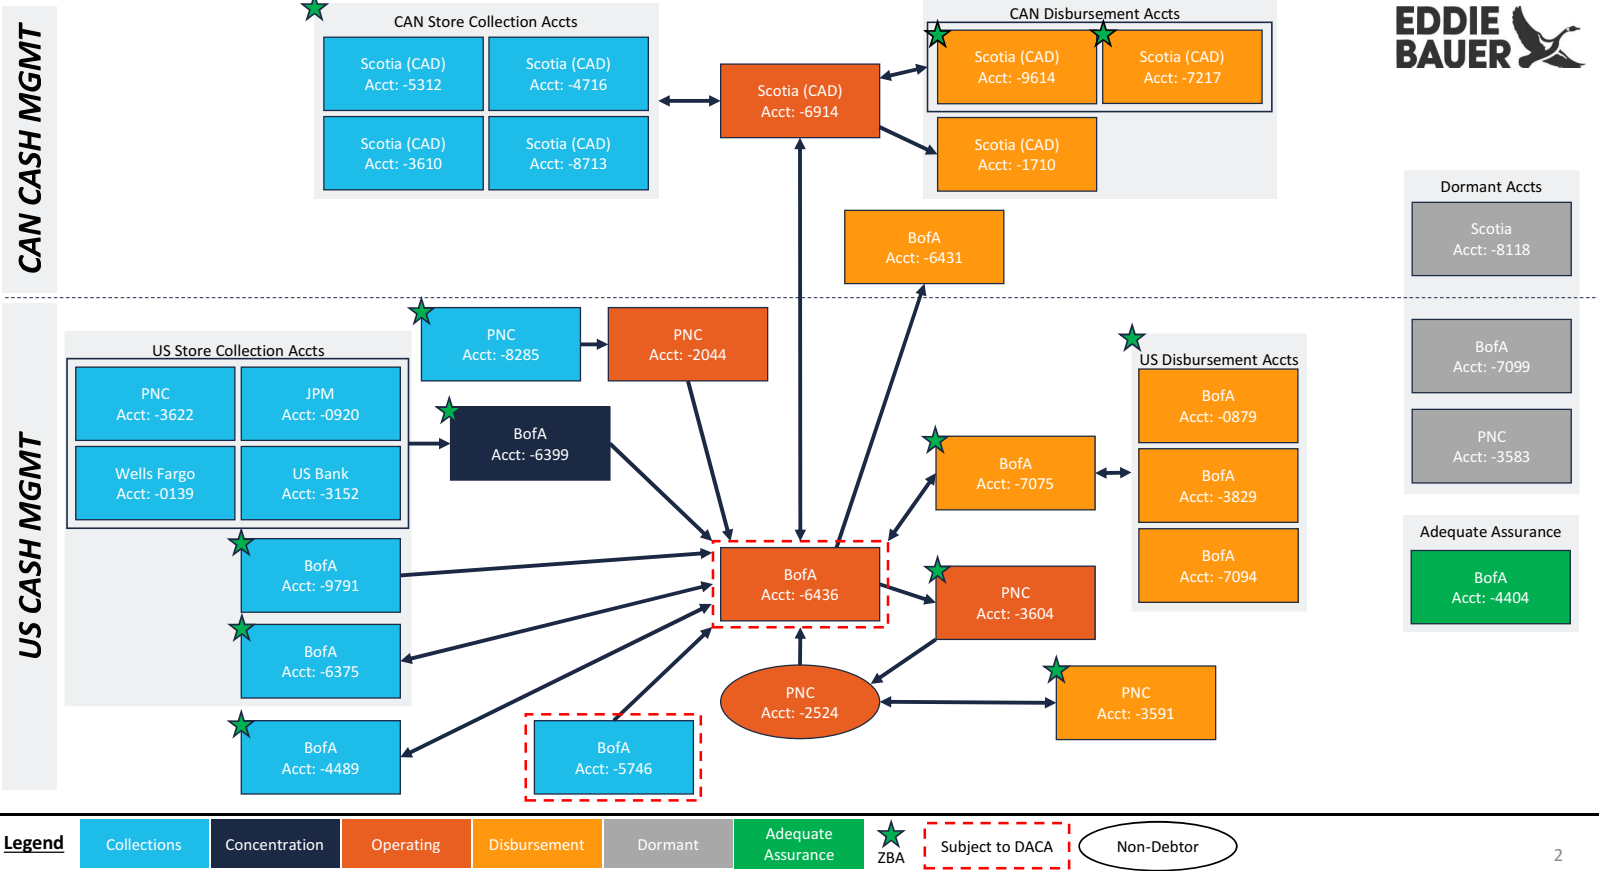 CAN CASH MGMT
CAN Store Collection Accts
Scotia (CAD)
Acct: -5312
Scotia (CAD)
Acct: -4716
Scotia (CAD)
Acct: -3610
Scotia (CAD)
Acct: -8713
Scotia (CAD)
Acct: -6914
CAN Disbursement Accts
Scotia (CAD)
Acct: -9614
Scotia (CAD)
Acct: -7217
Scotia (CAD)
Acct: -1710
EDDIE
BAUER
BofA
Acct: -6431
Dormant Accts
Scotia
Acct: -8118
BofA
Acct: -7099
PNC
Acct: -3583
Adequate Assurance
BofA
Acct: -4404
US CASH MGMT
US Store Collection Accts
PNC
Acct: -3622
JPM
Acct: -0920
Wells Fargo
Acct: -0139
US Bank
Acct: -3152
BofA
Acct: -9791
BofA
Acct: -6375
BofA
Acct: -4489
PNC
Acct: -8285
PNC
Acct: -2044
BofA
Acct: -6399
BofA
Acct: -5746
BofA
Acct: -6436
PNC
Acct: -2524
BofA
Acct: -7075
PNC
Acct: -3604
PNC
Acct: -3591
US Disbursement Accts
BofA
Acct: -0879
BofA
Acct: -3829
BofA
Acct: -7094
Legend
Collections
Concentration
Operating
Disbursement
Dormant
Adequate
Assurance
ZBA
Subject to DACA
Non-Debtor
2